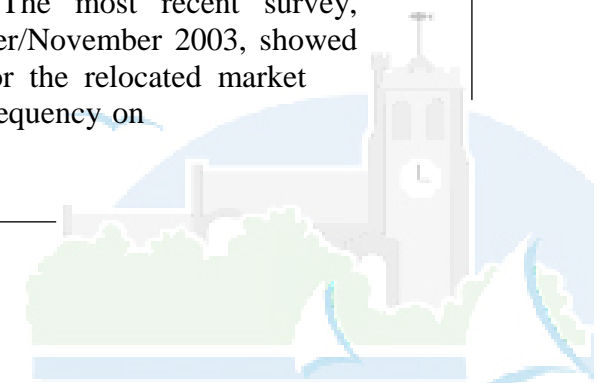 The most recent survey,
er/November 2003, showed
or the relocated market
equency on